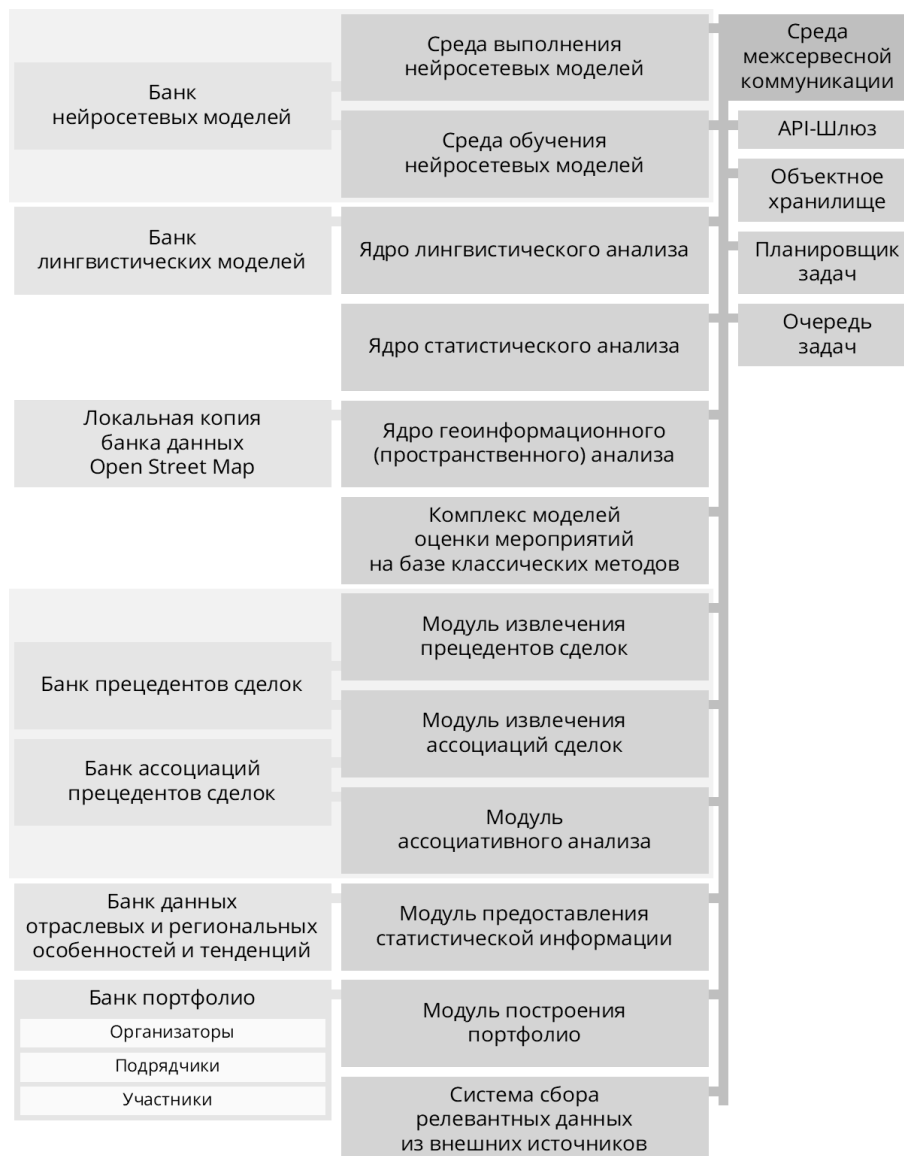 Среда выполнения
нейросетевых моделей
Среда
межсервесной
коммуникации
Банк
нейросетевых моделей
Среда обучения
нейросетевых моделей
API-Шлюз
Объектное
хранилище
Банк
лингвистических моделей
Ядро лингвистического анализа
Планировщик
задач
Ядро статистического анализа
Очередь
задач
Локальная копия
банка данных
Open Street Map
Ядро геоинформационного
(пространственного) анализа
Комплекс моделей
оценки мероприятий
на базе классических методов
Модуль извлечения
прецедентов сделок
Банк прецедентов сделок
Модуль извлечения
ассоциаций сделок
Банк ассоциаций
прецедентов сделок
Модуль
ассоциативного анализа
Банк данных
отраслевых и региональных
особенностей и тенденций
Модуль предоставления
статистической информации
Банк портфолио
Организаторы
Подрядчики
Участники
Модуль построения
портфолио
Система сбора
релевантных данных
из внешних источников